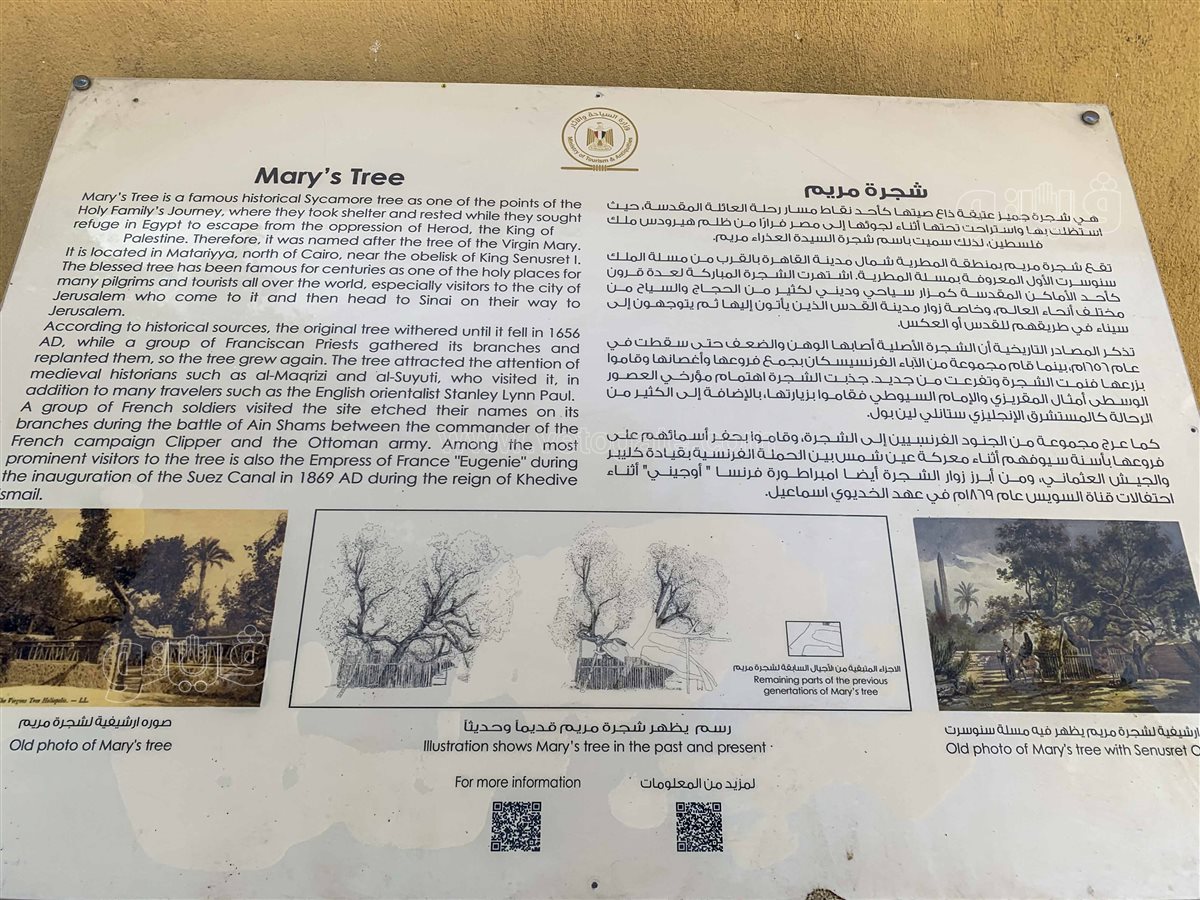 وزارة السياحة والآثار
Ministry of Tourism & Antiquities
Mary's Tree
Mary's Tree is a famous historical Sycamore tree as one of the points of the
Holy Family's Journey, where they took shelter and rested while they sought
refuge in Egypt to escape from the oppression of Herod, the King of
Palestine. Therefore, it was named after the tree of the Virgin Mary.
It is located in Matariyya, north of Cairo, near the obelisk of King Senusret I.
The blessed tree has been famous for centuries as one of the holy places for
many pilgrims and tourists all over the world, especially visitors to the city of
Jerusalem who come to it and then head to Sinai on their way to
Jerusalem.
According to historical sources, the original tree withered until it fell in 1656
AD, while a group of Franciscan Priests gathered its branches and
replanted them, so the tree grew again. The tree attracted the attention of
medieval historians such as al-Maqrizi and al-Suyuti, who visited it, in
addition to many travelers such as the English orientalist Stanley Lynn Paul.
A group of French soldiers visited the site etched their names on its
branches during the battle of Ain Shams between the commander of the
French campaign Clipper and the Ottoman army. Among the most
prominent visitors to the tree is also the Empress of France "Eugenie" during
the inauguration of the Suez Canal in 1869 AD during the reign of Khedive
Ismail.
شجرة مريم
هي شجرة جميز عتيقة ذاع صيتها كأحد نقاط مسار رحلة العائلة المقدسة، حيث
استظلت بها واستراحت تحتها أثناء لجوئها إلى مصر فرارًا من ظلم هيرودس ملك
فلسطين، لذلك سميت باسم شجرة السيدة العذراء مريم.
تقع شجرة مريم بمنطقة المطرية شمال مدينة القاهرة بالقرب من مسلة الملك
سنوسرت الأول المعروفة بمسلة المطرية. اشتهرت الشجرة المباركة لعدة قرون
كأحد الأماكن المقدسة كمزار سياحي وديني لكثير من الحجاج والسياح من
مختلف أنحاء العالم، وخاصة زوار مدينة القدس الذين يأتون إليها ثم يتوجهون إلى
سيناء في طريقهم للقدس أو العكس.
تذكر المصادر التاريخية أن الشجرة الأصلية أصابها الوهن والضعف حتى سقطت في
عام ١٦٥٦م، بينما قام مجموعة من الآباء الفرنسيسكان بجمع فروعها وأغصانها وقاموا
بزرعها فنمت الشجرة وتفرعت من جديد. جذبت الشجرة اهتمام مؤرخي العصور
الوسطى أمثال المقريزي والإمام السيوطي فقاموا بزيارتها، بالإضافة إلى الكثير من
الرحالة كالمستشرق الإنجليزي ستانلي لين بول.
كما عرج مجموعة من الجنود الفرنسيين إلى الشجرة، وقاموا بحفر أسمائهم على
فروعها بأسنة سيوفهم أثناء معركة عين شمس بين الحملة الفرنسية بقيادة كليبر
والجيش العثماني، ومن أبرز زوار الشجرة أيضا امبراطورة فرنسا " أوجيني" أثناء
احتفالات قناة السويس عام ١٨٦٩م في عهد الخديوي اسماعيل.
The Virgins Tree Heliopolis. — LL.
صوره ارشيفية لشجرة مريم
Old photo of Mary's tree
الاجزاء المتبقية من الأجيال السابقة لشجرة مريم
Remaining parts of the previous
genertations of Mary's tree
رسم يظهر شجرة مريم قديماً وحديثاً
Illustration shows Mary's tree in the past and present
ارشيفية لشجرة مريم يظهر فيه مسلة سنوسرت
Old photo of Mary's tree with Senusret O
For more information
لمزيد من المعلومات